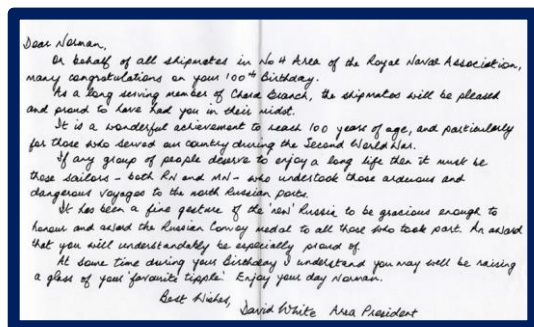 Dear Norman,
On behalf of all shipmates in No 4 Area of the Royal Naval Association,
many congratulations on your 100th Birthday.
As a long serving member of Chard Branch, the shipmates will be pleased
and proud to have had you in their midst.
It is a wonderful achievement to reach 100 years of age, and particularly
for those who served our country during the Second World War.
If any group of people deserve to enjoy a long life then it must be
those sailors - both RN and MN - who undertook those arduous and
dangerous voyages to the north Russian ports.
It has been a fine gesture of the 'new' Russia to be gracious enough to
honour and award the Russian Convoy medal to all those who took part. An award
that you will understandably be especially proud of.
At some time during your Birthday I understand you may well be raising
a glass of your 'favourite tipple'. Enjoy your day Norman.
Best Wishes,
David White Area President